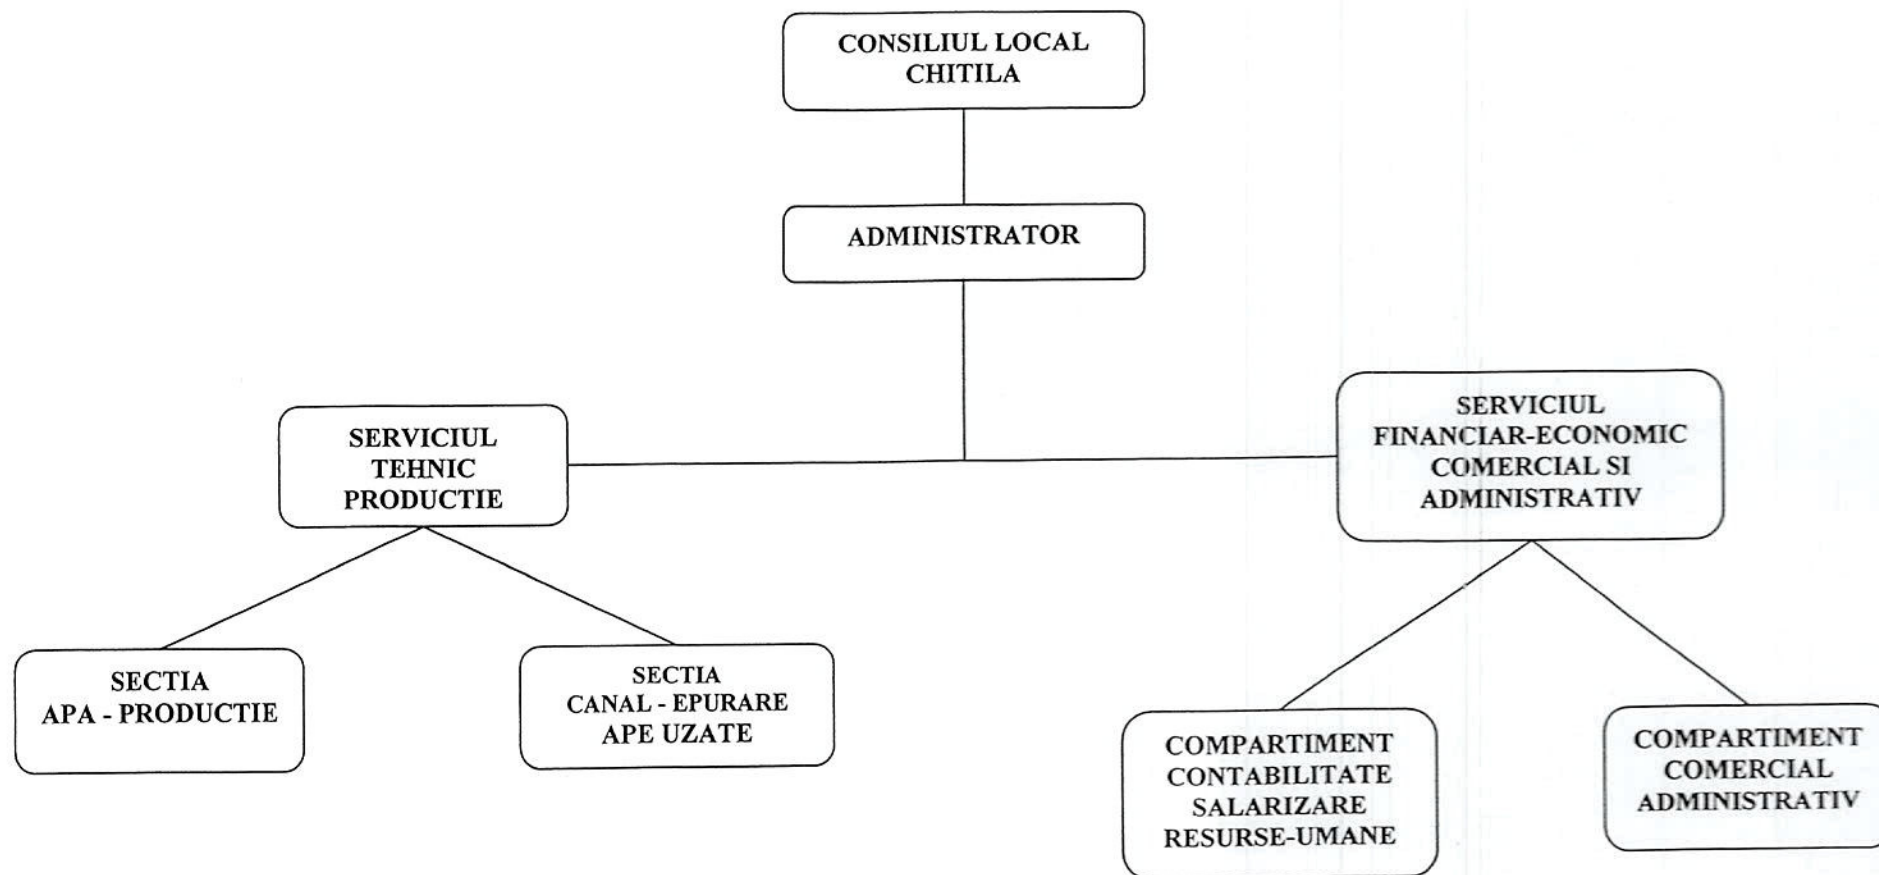 CONSILIUL LOCAL
CHITILA
ADMINISTRATOR
SERVICIUL
TEHNIC
PRODUCTIE
SERVICIUL
FINANCIAR-ECONOMIC
COMERCIAL SI
ADMINISTRATIV
SECTIA
APA - PRODUCTIE
SECTIA
CANAL - EPURARE
APE UZATE
COMPARTIMENT
CONTABILITATE
SALARIZARE
RESURSE-UMANE
COMPARTIMENT
COMERCIAL
ADMINISTRATIV